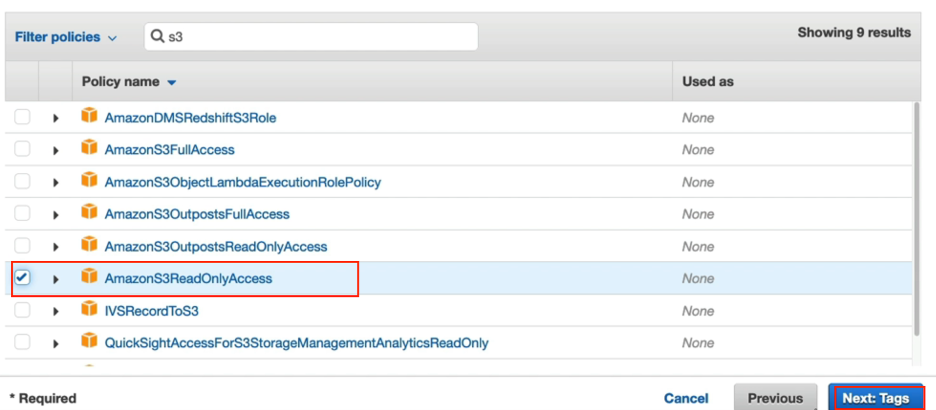 Filter policies s3 Showing 9 results
Policy name Used as
AmazonDMSRedshiftS3Role None
AmazonS3FullAccess None
AmazonS3ObjectLambdaExecutionRolePolicy None
AmazonS3OutpostsFullAccess None
AmazonS3OutpostsReadOnlyAccess None
AmazonS3ReadOnlyAccess None
IVSRecordToS3 None
QuickSightAccessForS3StorageManagementAnalyticsReadOnly None
* Required Cancel Previous Next: Tags